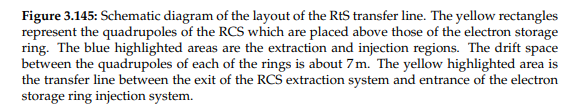 Figure 3.145: Schematic diagram of the layout of the RtS transfer line. The yellow rectangles
represent the quadrupoles of the RCS which are placed above those of the electron storage
ring. The blue highlighted areas are the extraction and injection regions. The drift space
between the quadrupoles of each of the rings is about 7 m. The yellow highlighted area is
the transfer line between the exit of the RCS extraction system and entrance of the electron
storage ring injection system.